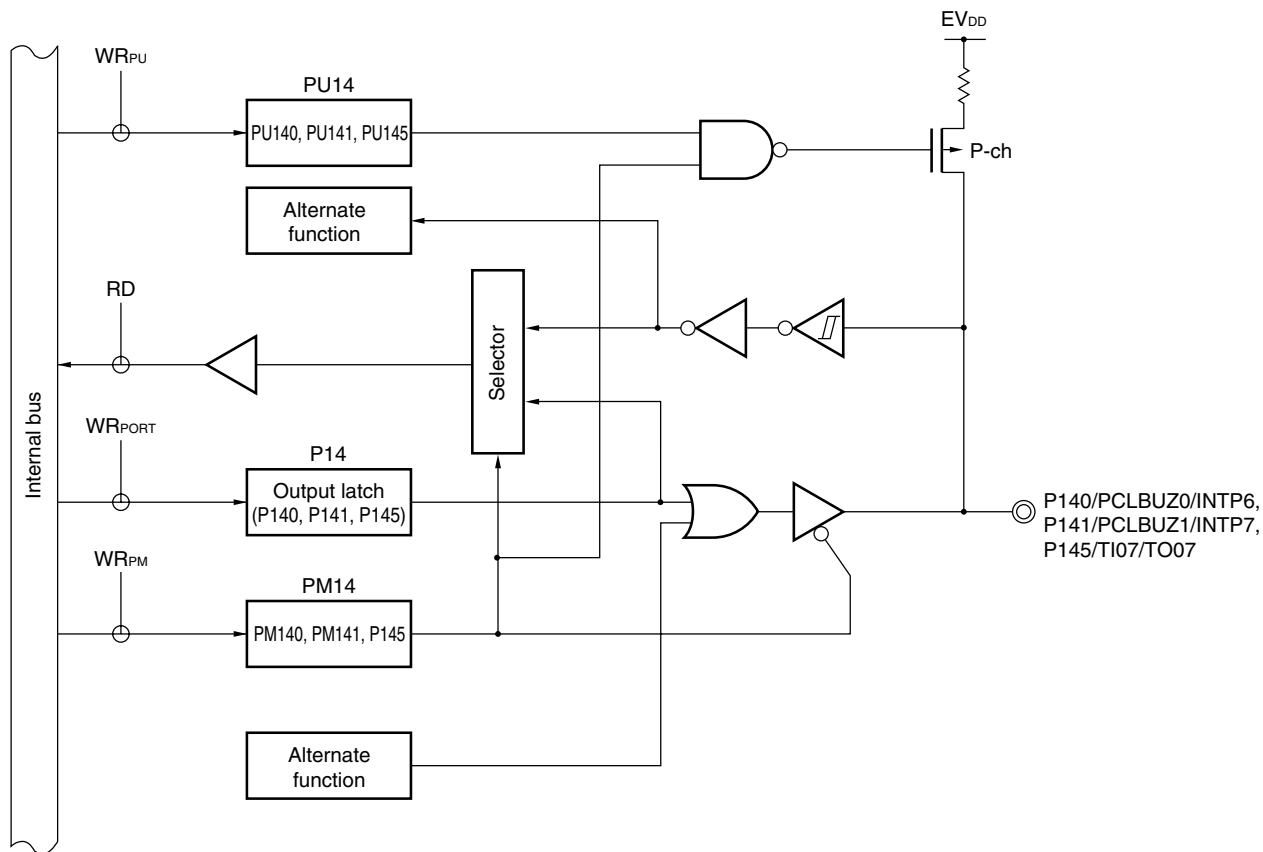 EVDD
WRPU
PU14
PU140, PU141, PU145
P-ch
Alternate
function
RD
Selector
Internal bus
WRPORT
P14
Output latch
(P140, P141, P145)
P140/PCLBUZ0/INTP6,
P141/PCLBUZ1/INTP7,
P145/TI07/TO07
WRPM
PM14
PM140, PM141, P145
Alternate
function